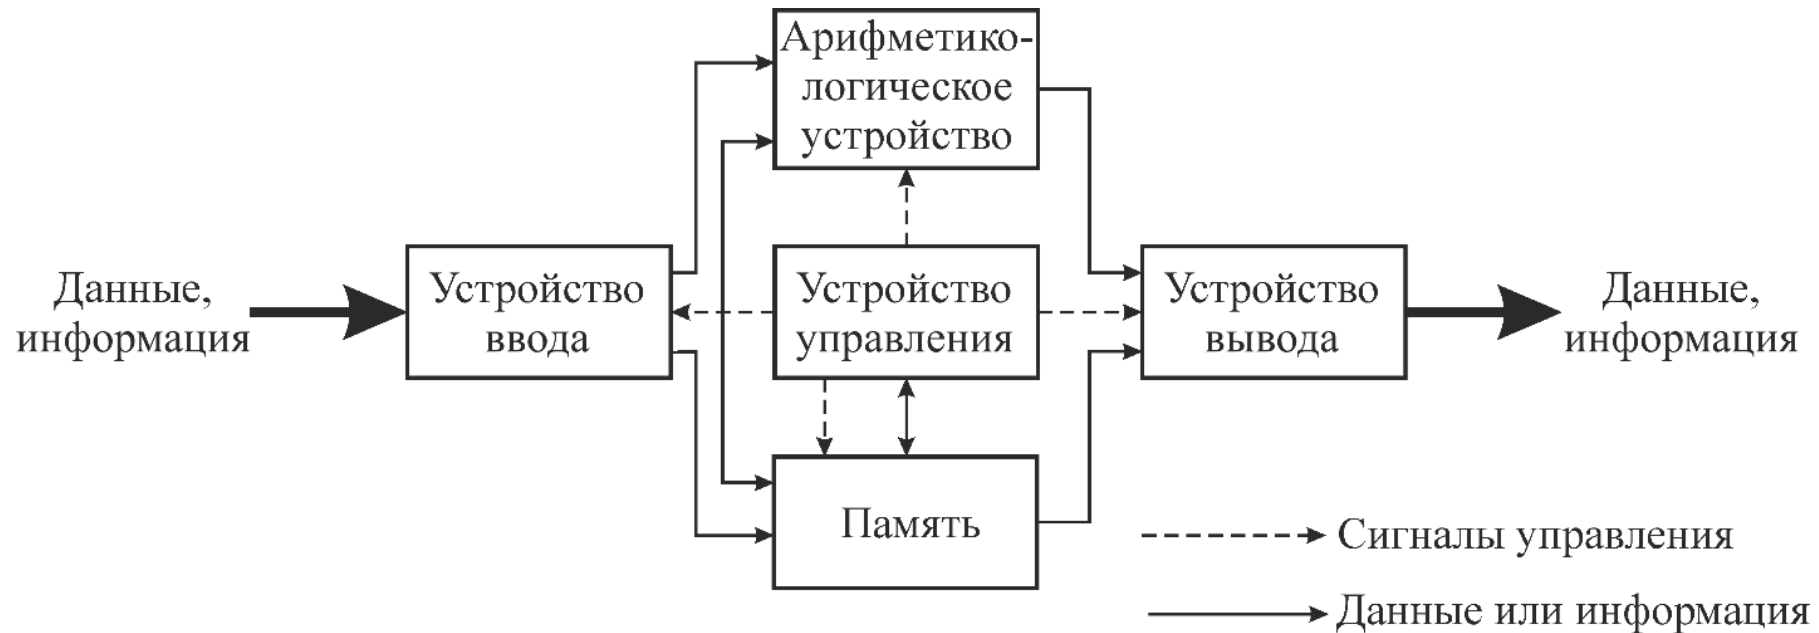 Арифметико-
логическое
устройство
Данные,
информация
Устройство
ввода
Устройство
управления
Устройство
вывода
Данные,
информация
Память
Сигналы управления
Данные или информация